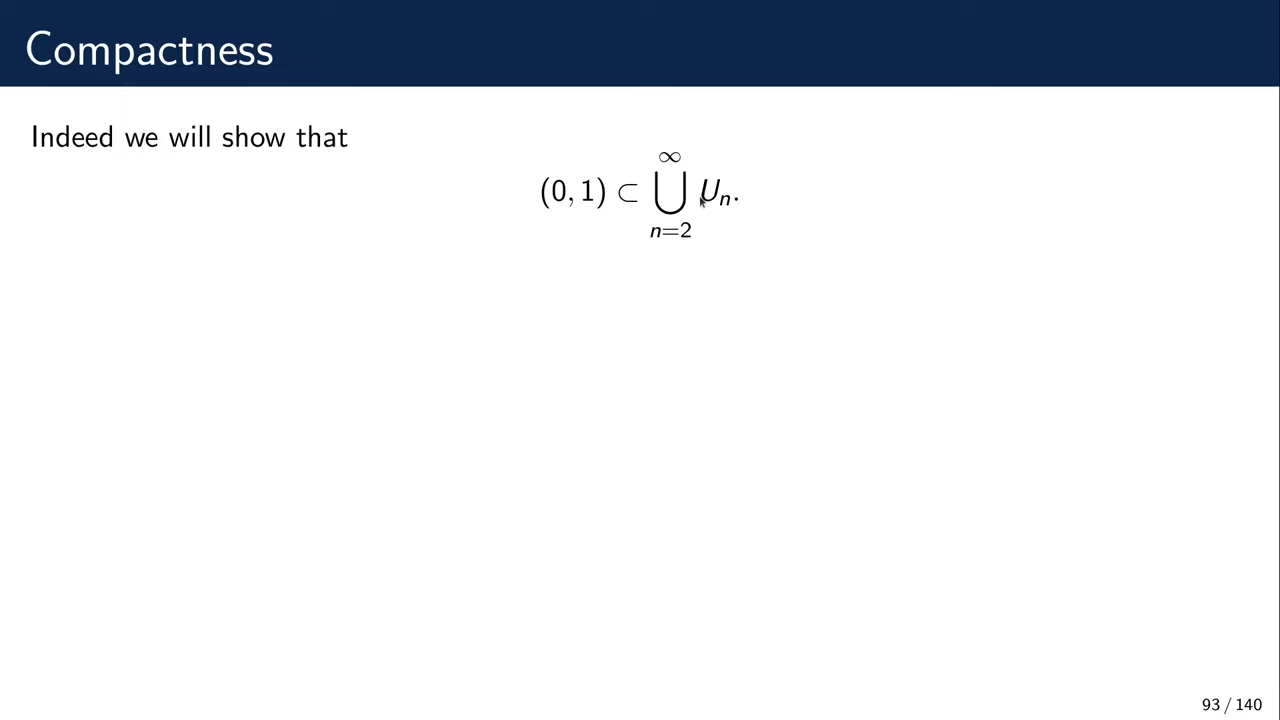 Compactness
Indeed we will show that
(0, 1) ⊂ ⋃_{n=2}^{∞} U_n.
93 / 140